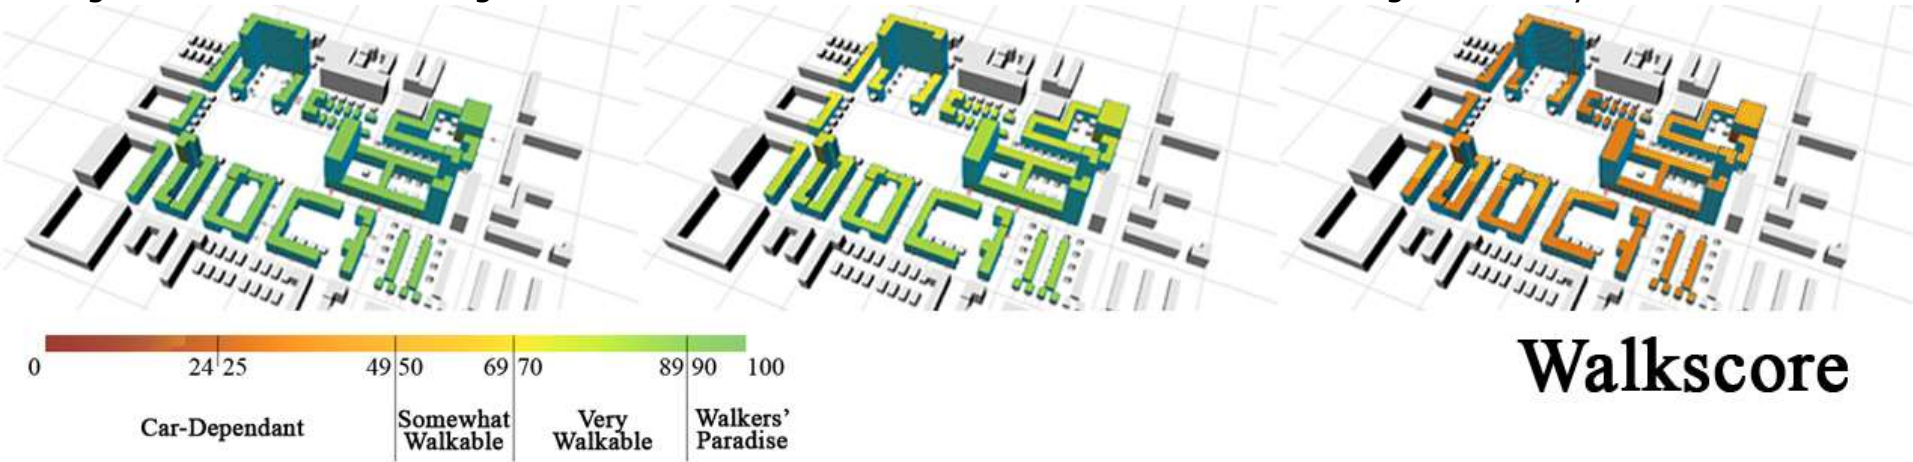 Walkscore
0 24 25 49 50 69 70 89 90 100
Car-Dependant
Somewhat
Walkable
Very
Walkable
Walkers’
Paradise